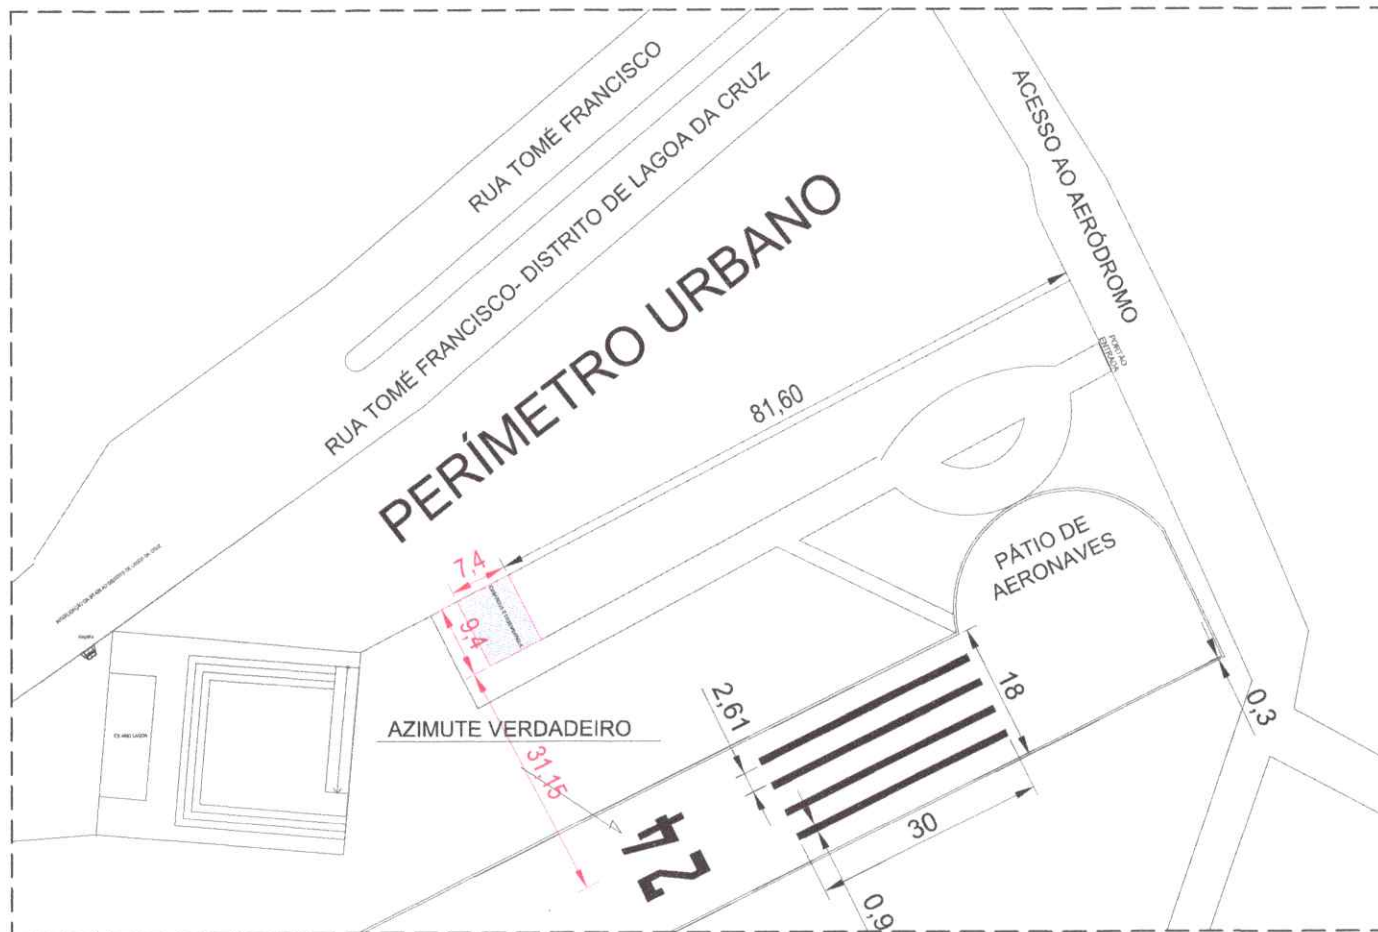 RUA TOMÉ FRANCISCO
RUA TOMÉ FRANCISCO- DISTRITO DE LAGOA DA CRUZ
ACESSO AO AERÓDROMO
PERÍMETRO URBANO
PORTÃO
ENTRADA
81,60
PÁTIO DE
AERONAVES
7,4
9,4
AZIMUTE VERDADEIRO
31,15
2,61
18
0,3
30
0,9
24